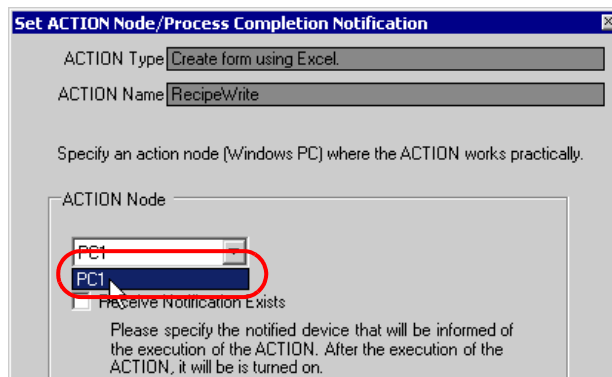 Set ACTION Node/Process Completion Notification
ACTION Type Create form using Excel.
ACTION Name RecipeWrite
Specify an action node (Windows PC) where the ACTION works practically.
ACTION Node
PC1
PC1
Receive Notification Exists
Please specify the notified device that will be informed of
the execution of the ACTION. After the execution of the
ACTION, it will be is turned on.